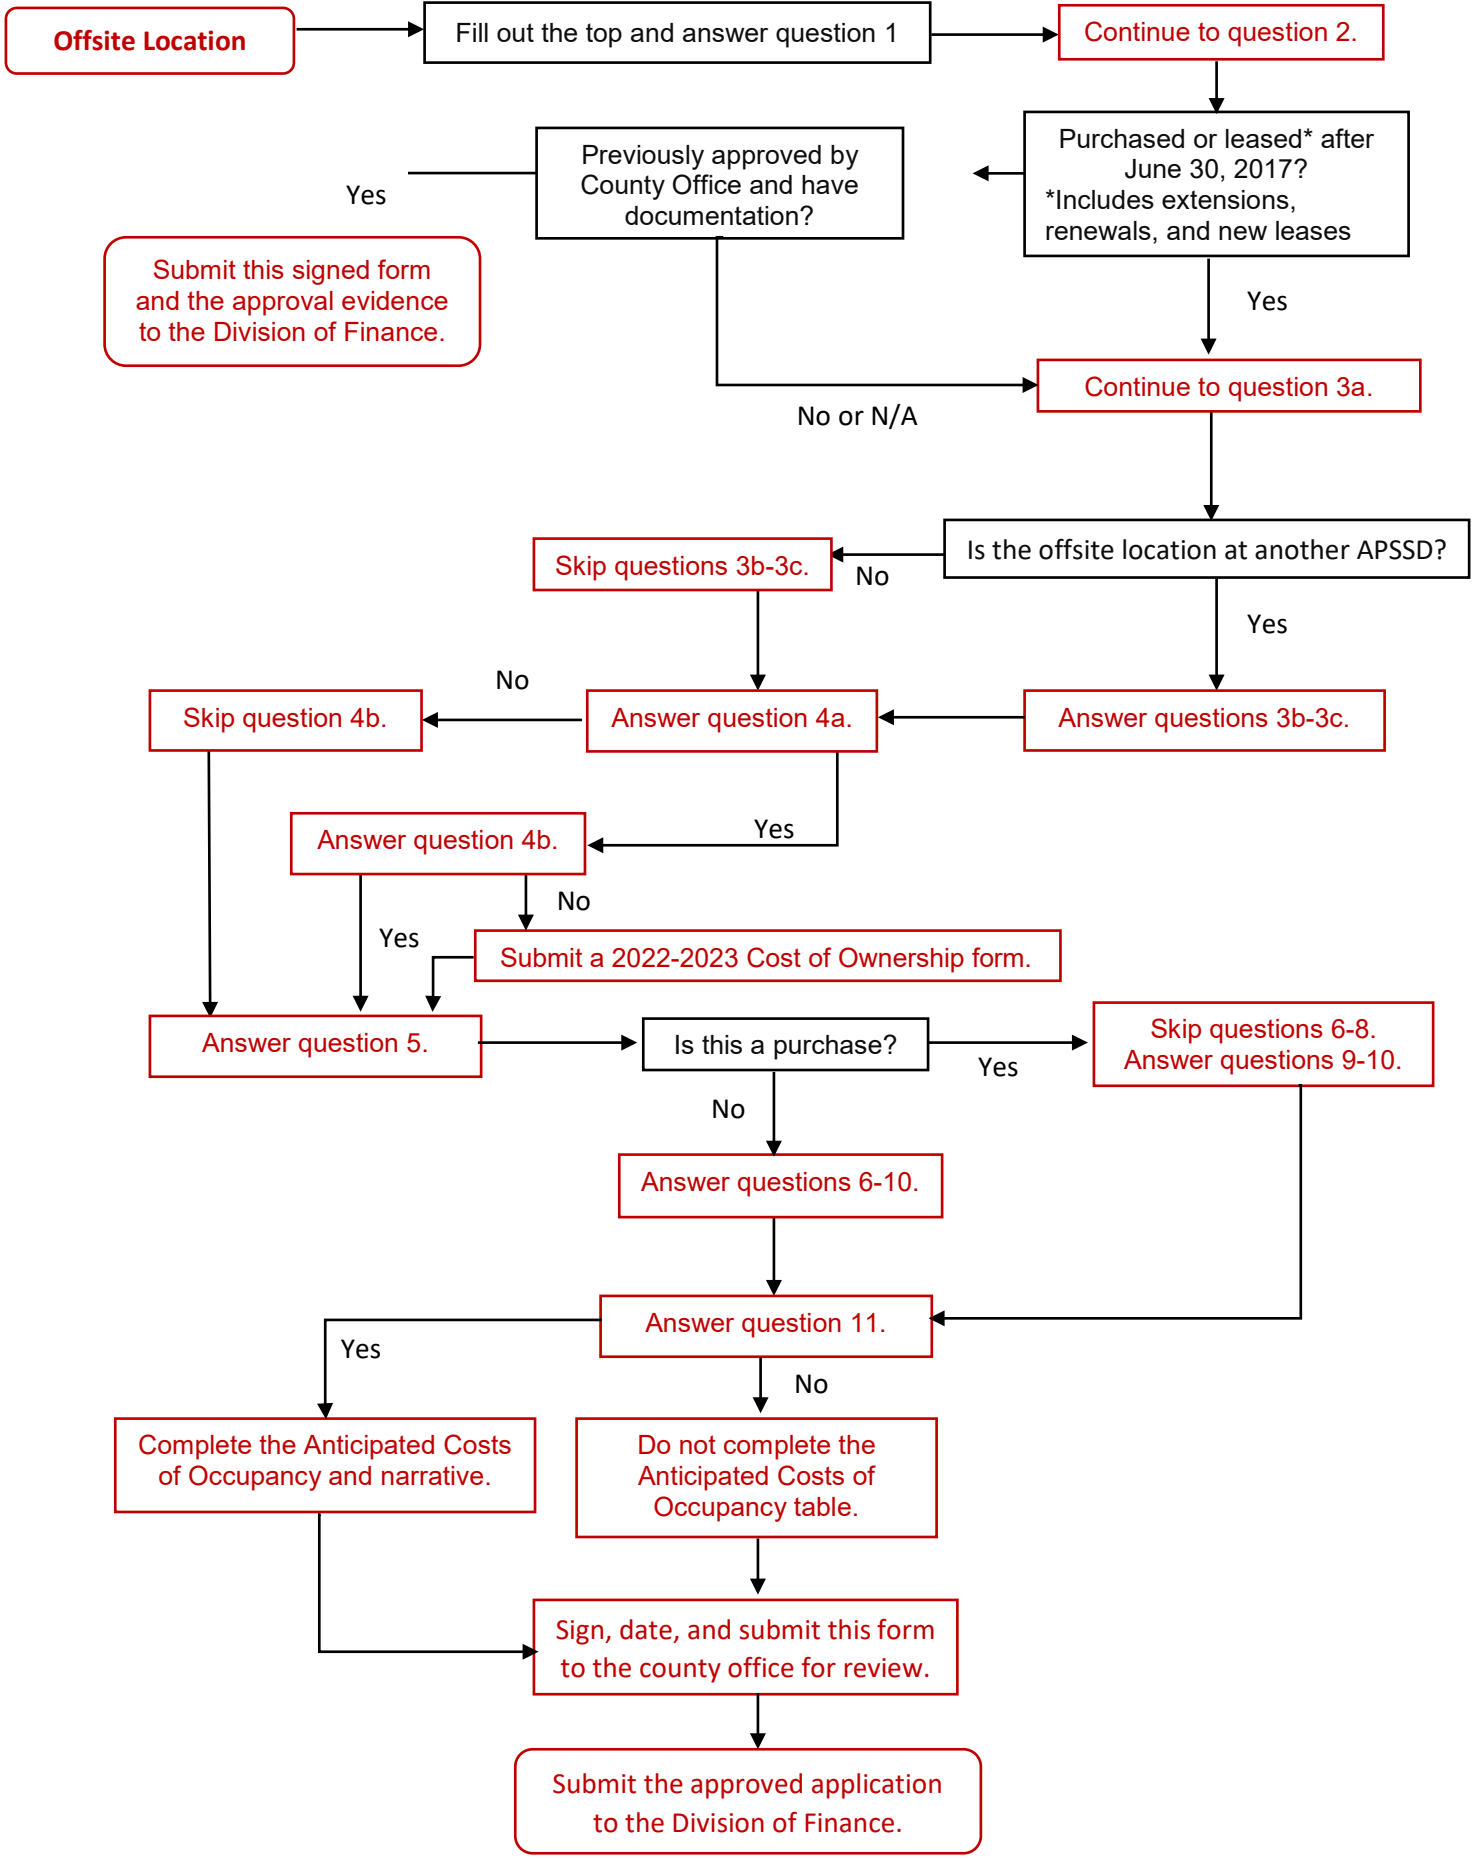 Offsite Location
Fill out the top and answer question 1
Continue to question 2.
Purchased or leased* after
June 30, 2017?
*Includes extensions,
renewals, and new leases
Previously approved by
County Office and have
documentation?
Yes
Submit this signed form
and the approval evidence
to the Division of Finance.
Yes
Continue to question 3a.
No or N/A
Is the offsite location at another APSSD?
No
Skip questions 3b-3c.
Yes
Answer questions 3b-3c.
Answer question 4a.
No
Skip question 4b.
Yes
Answer question 4b.
No
Yes
Submit a 2022-2023 Cost of Ownership form.
Answer question 5.
Is this a purchase?
Yes
Skip questions 6-8.
Answer questions 9-10.
No
Answer questions 6-10.
Answer question 11.
Yes
No
Complete the Anticipated Costs
of Occupancy and narrative.
Do not complete the
Anticipated Costs of
Occupancy table.
Sign, date, and submit this form
to the county office for review.
Submit the approved application
to the Division of Finance.